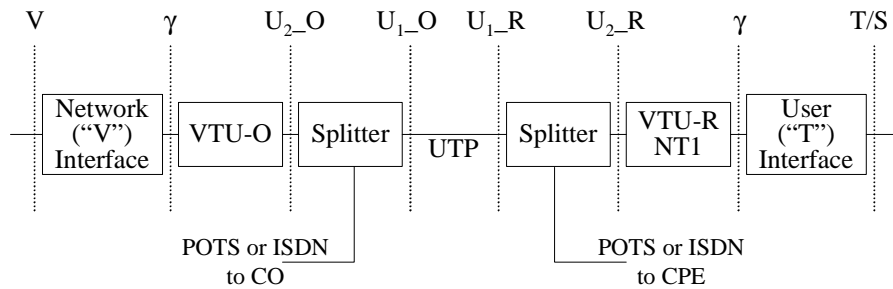 V γ U₂_O U₁_O U₁_R U₂_R γ T/S
Network
(“V”)
Interface
VTU-O
Splitter
UTP
Splitter
VTU-R
NT1
User
(“T”)
Interface
POTS or ISDN
to CO
POTS or ISDN
to CPE